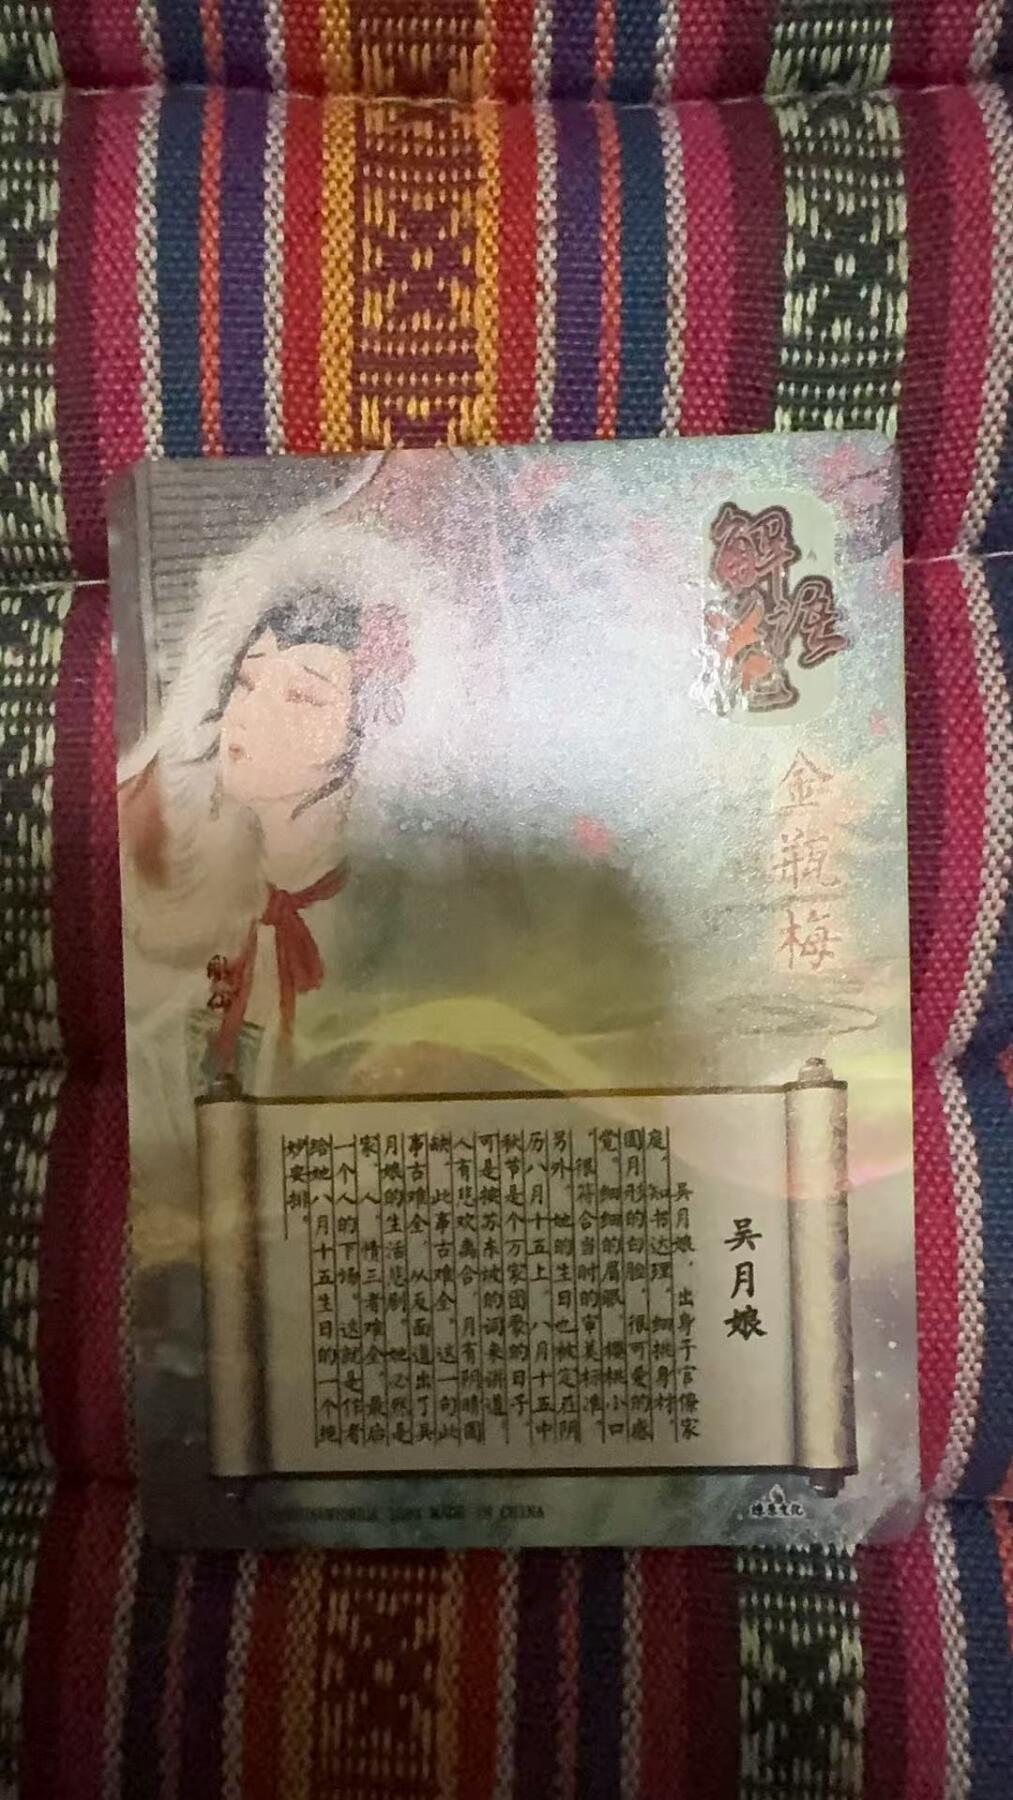 解语花
金瓶梅
吴月娘
吴月娘，出身于官僚家
庭，知书达理，细挑身材，
圆月形的白脸，很可爱的感
觉。细细的眉眼，樱桃小口
，很符合当时的审美标准。
另外，她的生日也被定在阴
历八月十五上。八月十五中
秋节是个万家团聚的日子，
可是按苏东坡的词来讲道
人有悲欢离合，月有阴晴圆
缺，此事古难全。这一句此
事古难全，从反面道出了吴
月娘的生活悲剧。她必然是
家、人、情三者难全，最后
一个人的下场。这就是作者
给她八月十五生日的一个绝
妙安排。
MADE IN CHINA
文化